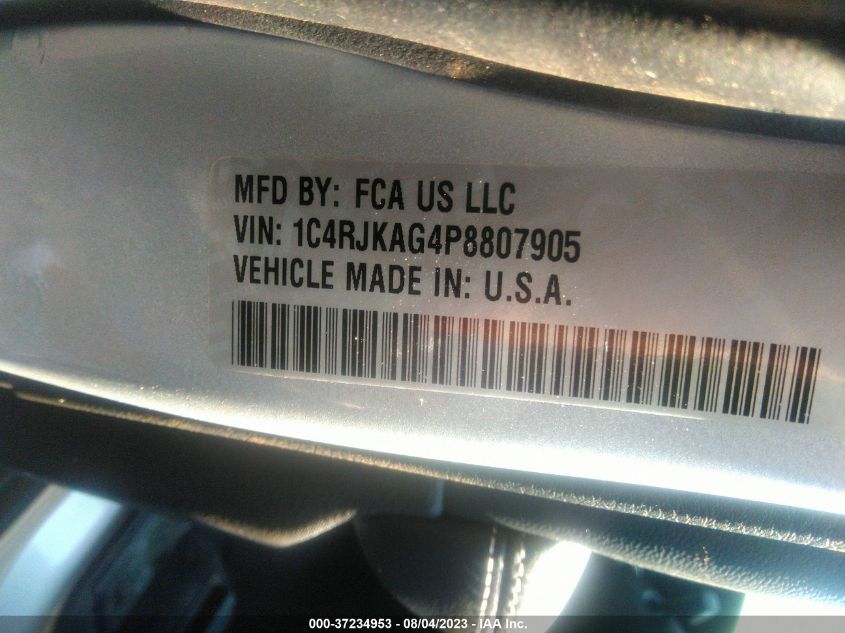 MFD BY: FCA US LLC
VIN: 1C4RJKAG4P8807905
VEHICLE MADE IN: U.S.A.
000-37234953 - 08/04/2023 - IAA Inc.